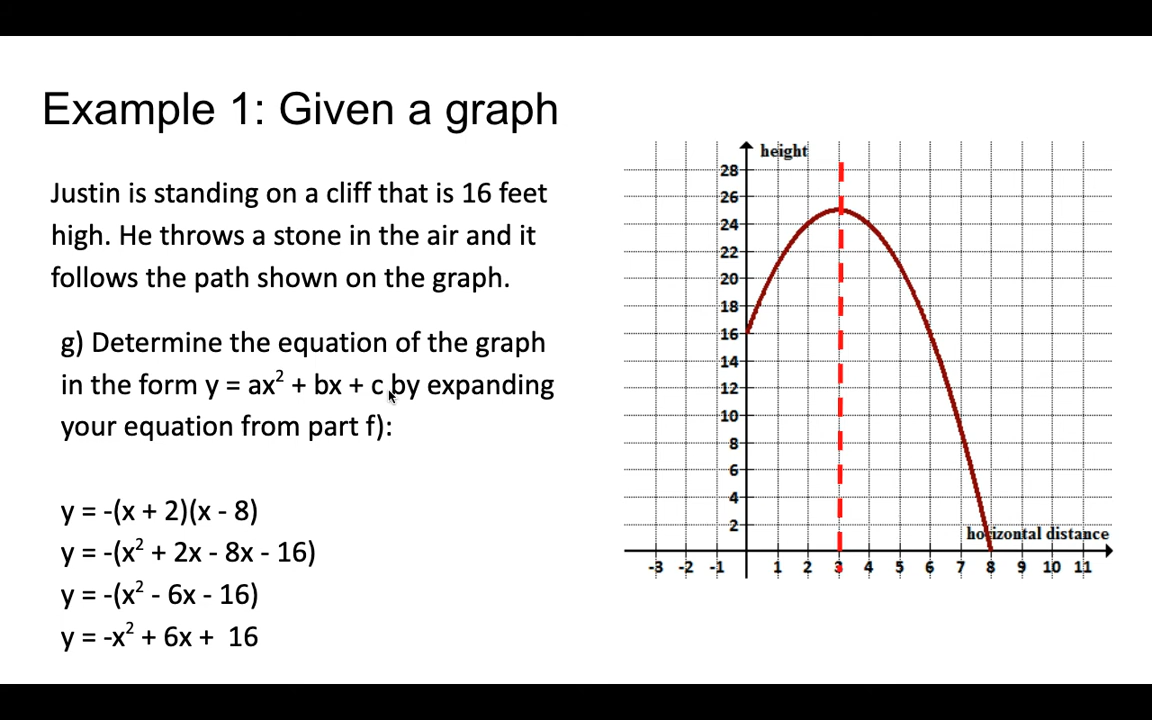 Example 1: Given a graph
Justin is standing on a cliff that is 16 feet
high. He throws a stone in the air and it
follows the path shown on the graph.
g) Determine the equation of the graph
in the form y = ax² + bx + c by expanding
your equation from part f):
y = -(x + 2)(x - 8)
y = -(x² + 2x - 8x - 16)
y = -(x² - 6x - 16)
y = -x² + 6x + 16
height
28
26
24
22
20
18
16
14
12
10
8
6
4
2
horizontal distance
-3 -2 -1 1 2 3 4 5 6 7 8 9 10 11